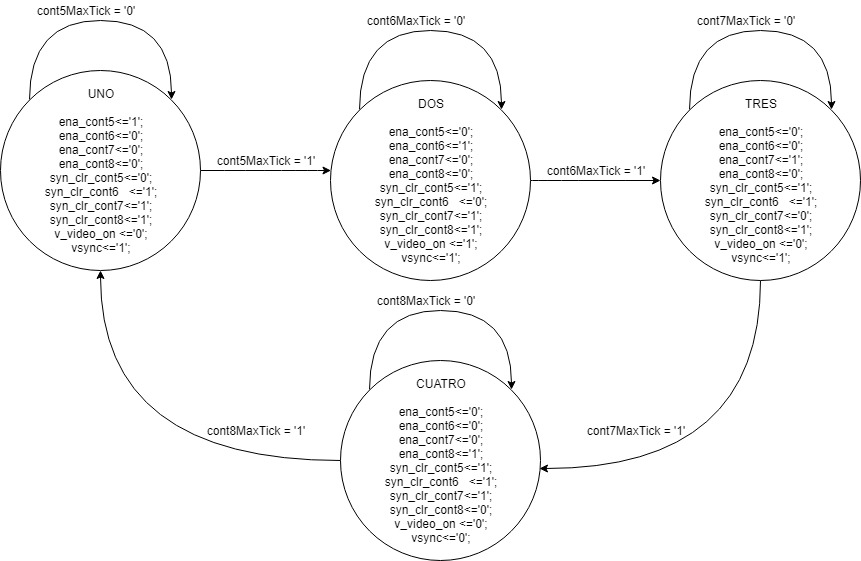 cont5MaxTick = '0'
UNO
ena_cont5<='1';
ena_cont6<='0';
ena_cont7<='0';
ena_cont8<='0';
syn_clr_cont5<='0';
syn_clr_cont6 <='1';
syn_clr_cont7<='1';
syn_clr_cont8<='1';
v_video_on <='0';
vsync<='1';
cont5MaxTick = '1'
cont6MaxTick = '0'
DOS
ena_cont5<='0';
ena_cont6<='1';
ena_cont7<='0';
ena_cont8<='0';
syn_clr_cont5<='1';
syn_clr_cont6 <='0';
syn_clr_cont7<='1';
syn_clr_cont8<='1';
v_video_on <='1';
vsync<='1';
cont6MaxTick = '1'
cont7MaxTick = '0'
TRES
ena_cont5<='0';
ena_cont6<='0';
ena_cont7<='1';
ena_cont8<='0';
syn_clr_cont5<='1';
syn_clr_cont6 <='1';
syn_clr_cont7<='0';
syn_clr_cont8<='1';
v_video_on <='0';
vsync<='1';
cont7MaxTick = '1'
cont8MaxTick = '0'
CUATRO
ena_cont5<='0';
ena_cont6<='0';
ena_cont7<='0';
ena_cont8<='1';
syn_clr_cont5<='1';
syn_clr_cont6 <='1';
syn_clr_cont7<='1';
syn_clr_cont8<='0';
v_video_on <='0';
vsync<='0';
cont8MaxTick = '1'